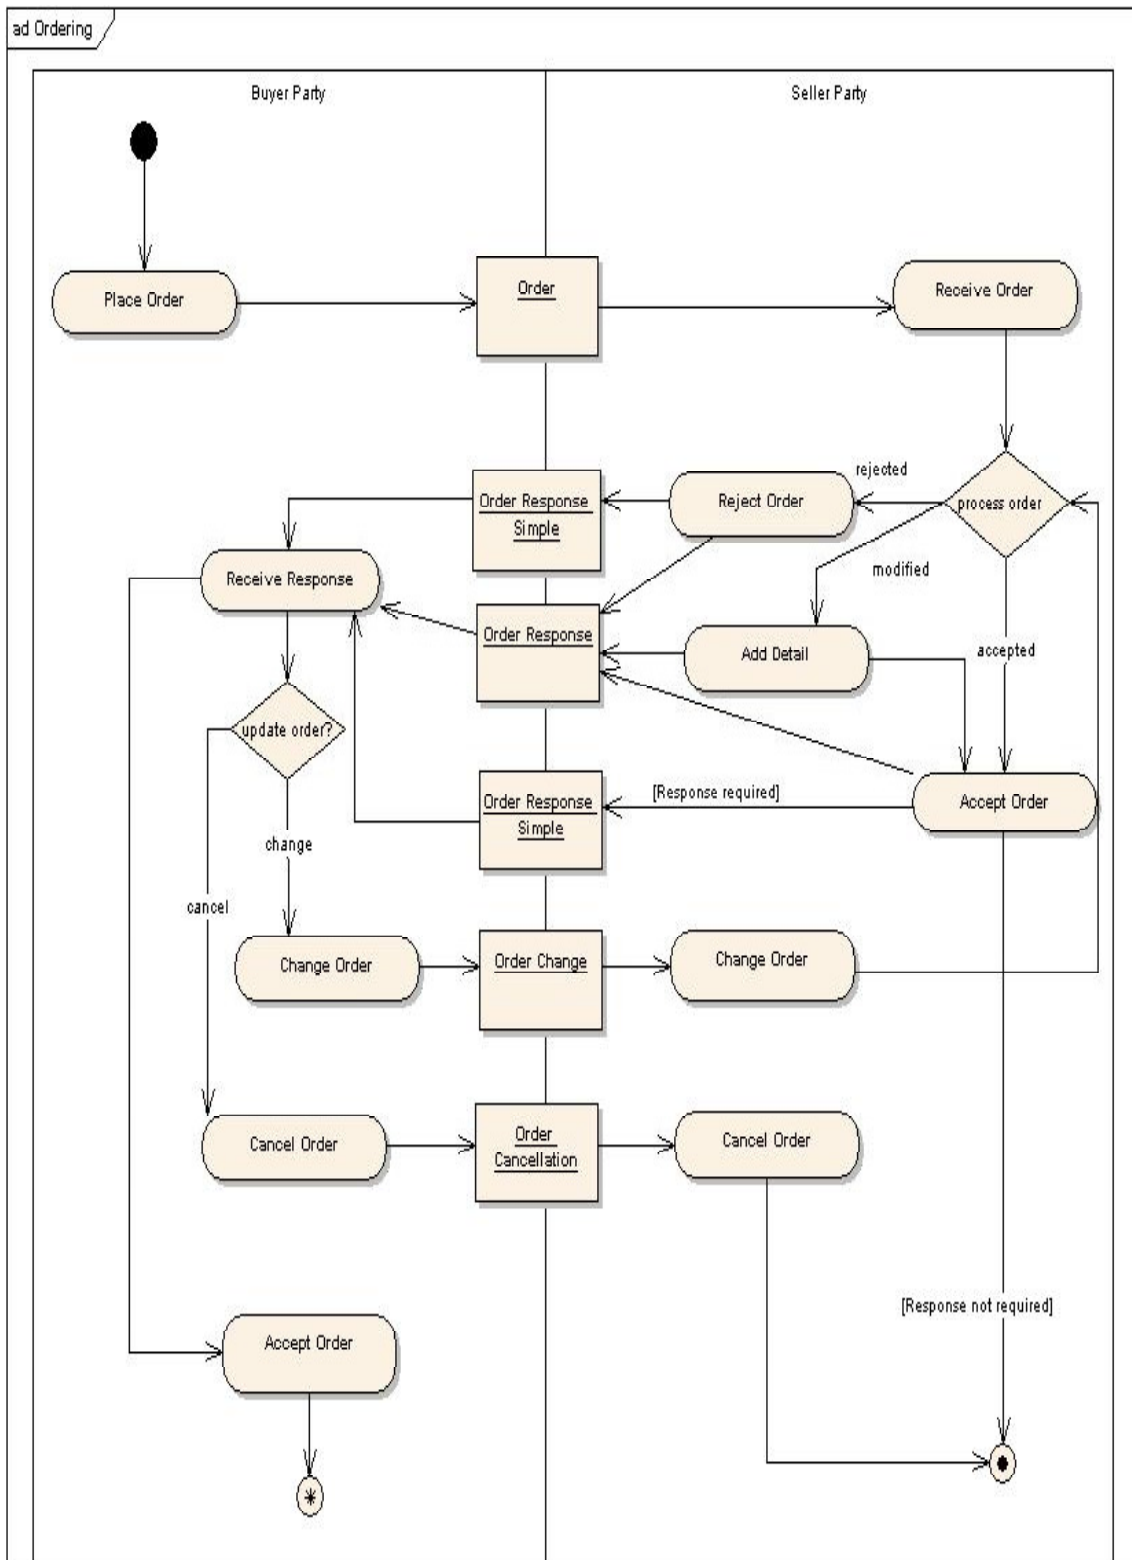 ad Ordering
Buyer Party
Seller Party
Place Order
Order
Receive Order
rejected
Order Response
Simple
Reject Order
process order
Receive Response
modified
Order Response
Add Detail
accepted
update order?
[Response required]
Order Response
Simple
Accept Order
change
cancel
Change Order
Order Change
Change Order
Cancel Order
Order
Cancellation
Cancel Order
[Response not required]
Accept Order